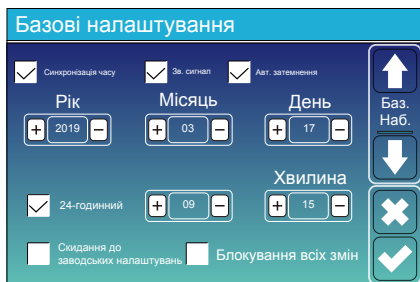 Базові налаштування
Синхронізація часу
Зв. сигнал
Авт. затемнення
Рік
Місяць
День
Баз.
Наб.
+ 2019 −
+ 03 −
+ 17 −
Хвилина
24-годинний
+ 09 −
+ 15 −
Скидання до
заводських налаштувань
Блокування всіх змін